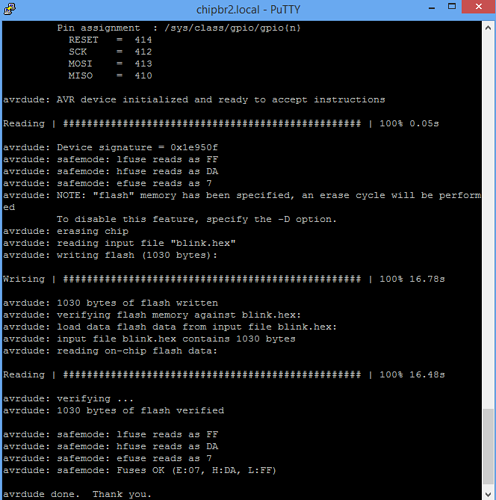 chipbr2.local - PuTTY
Pin assignment  : /sys/class/gpio/gpio{n}
RESET   =  414
SCK     =  412
MOSI    =  413
MISO    =  410
avrdude: AVR device initialized and ready to accept instructions
Reading | ################################################## | 100% 0.05s
avrdude: Device signature = 0x1e950f
avrdude: safemode: lfuse reads as FF
avrdude: safemode: hfuse reads as DA
avrdude: safemode: efuse reads as 7
avrdude: NOTE: "flash" memory has been specified, an erase cycle will be perform
ed
To disable this feature, specify the -D option.
avrdude: erasing chip
avrdude: reading input file "blink.hex"
avrdude: writing flash (1030 bytes):
Writing | ################################################## | 100% 16.78s
avrdude: 1030 bytes of flash written
avrdude: verifying flash memory against blink.hex:
avrdude: load data flash data from input file blink.hex:
avrdude: input file blink.hex contains 1030 bytes
avrdude: reading on-chip flash data:
Reading | ################################################## | 100% 16.48s
avrdude: verifying ...
avrdude: 1030 bytes of flash verified
avrdude: safemode: lfuse reads as FF
avrdude: safemode: hfuse reads as DA
avrdude: safemode: efuse reads as 7
avrdude: safemode: Fuses OK (E:07, H:DA, L:FF)
avrdude done.  Thank you.